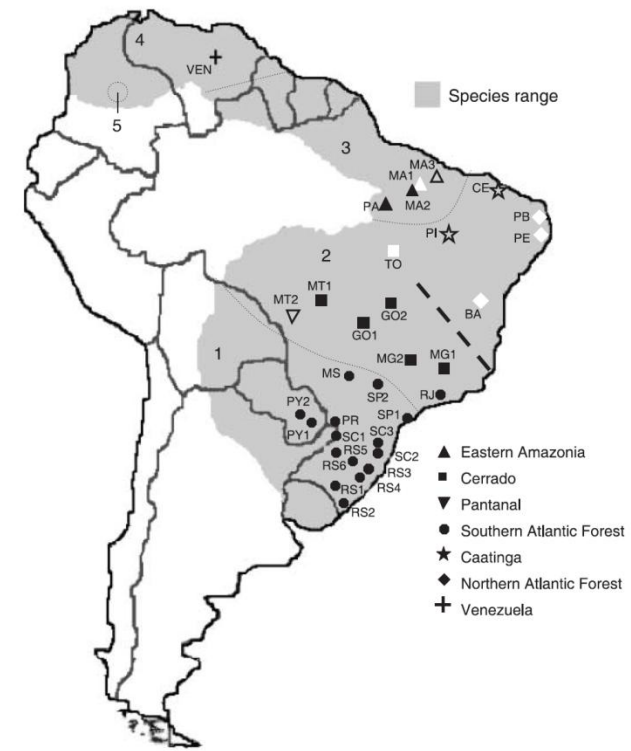 4
VEN
5
Species range
3
MA3
MA1
CE
PA
MA2
PB
PI
PE
2
TO
MT1
MT2
BA
GO2
GO1
1
MG2
MG1
MS
SP2
RJ
PY2
SP1
PR
PY1
SC1
SC3
RS5
SC2
RS6
RS3
RS1
RS4
RS2
Eastern Amazonia
Cerrado
Pantanal
Southern Atlantic Forest
Caatinga
Northern Atlantic Forest
Venezuela